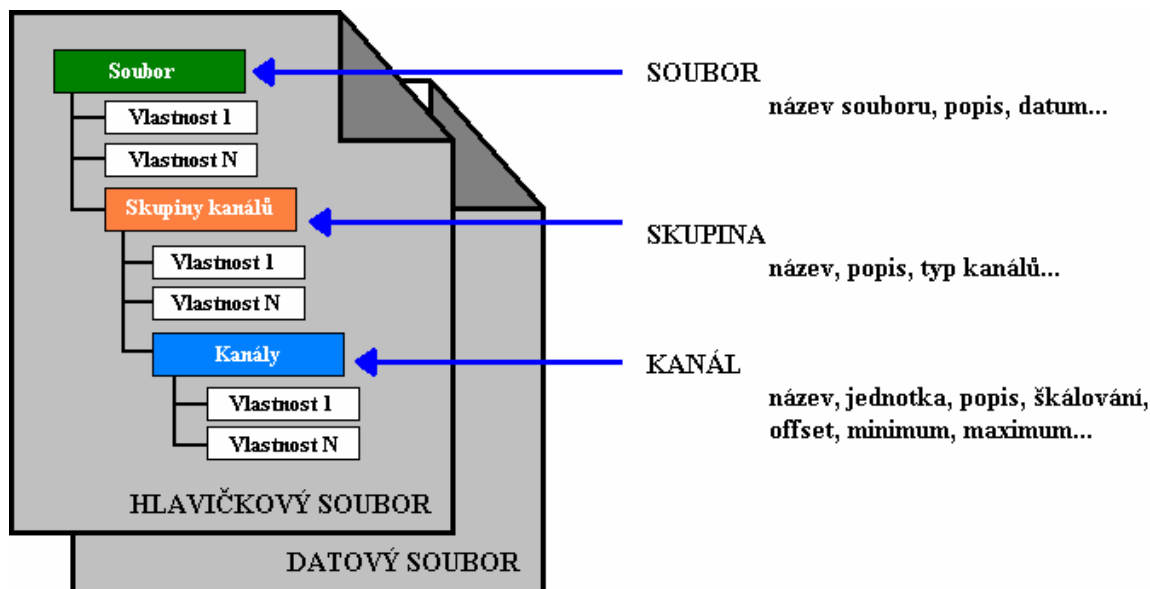 Soubor
Vlastnost 1
Vlastnost N
Skupiny kanálů
Vlastnost 1
Vlastnost N
Kanály
Vlastnost 1
Vlastnost N
HLAVIČKOVÝ SOUBOR
DATOVÝ SOUBOR
SOUBOR
název souboru, popis, datum...
SKUPINA
název, popis, typ kanálů...
KANÁL
název, jednotka, popis, škálování,
offset, minimum, maximum...